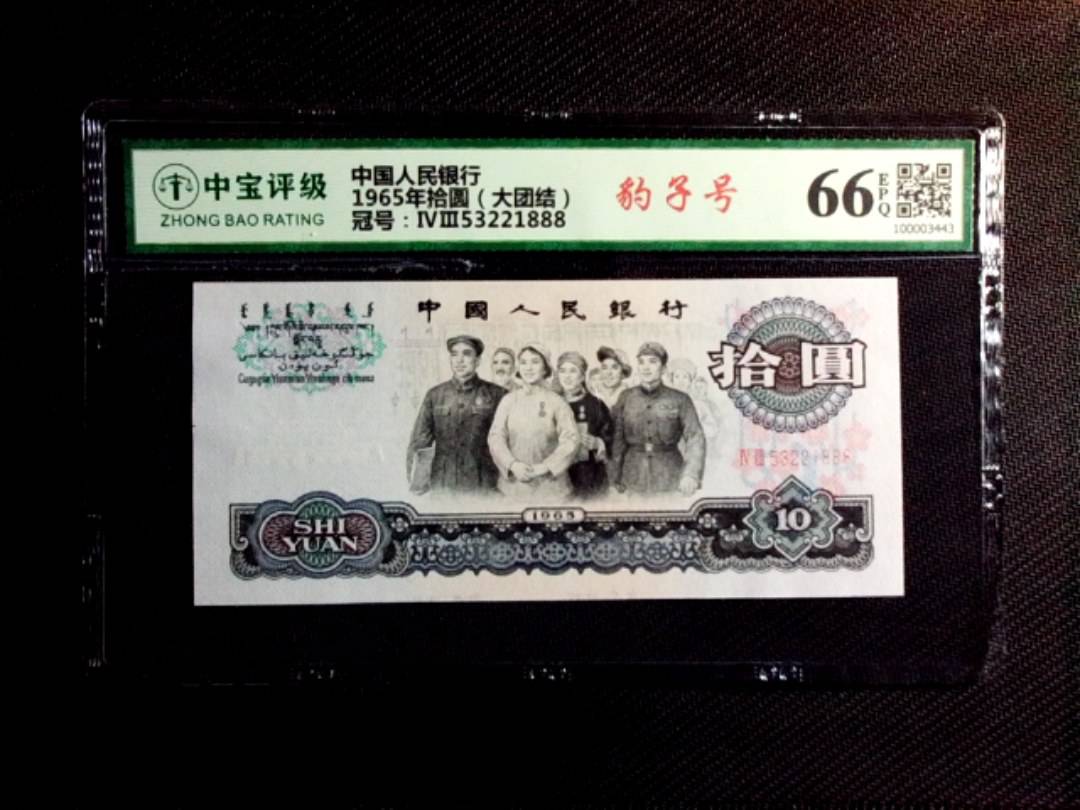 中宝评级
ZHONG BAO RATING
中国人民银行
1965年拾圆（大团结）
冠号：ⅣⅢ53221888
豹子号
66
EPQ
100003443
中國人民銀行
拾圓
ⅣⅢ53221888
1965
SHI
YUAN
10